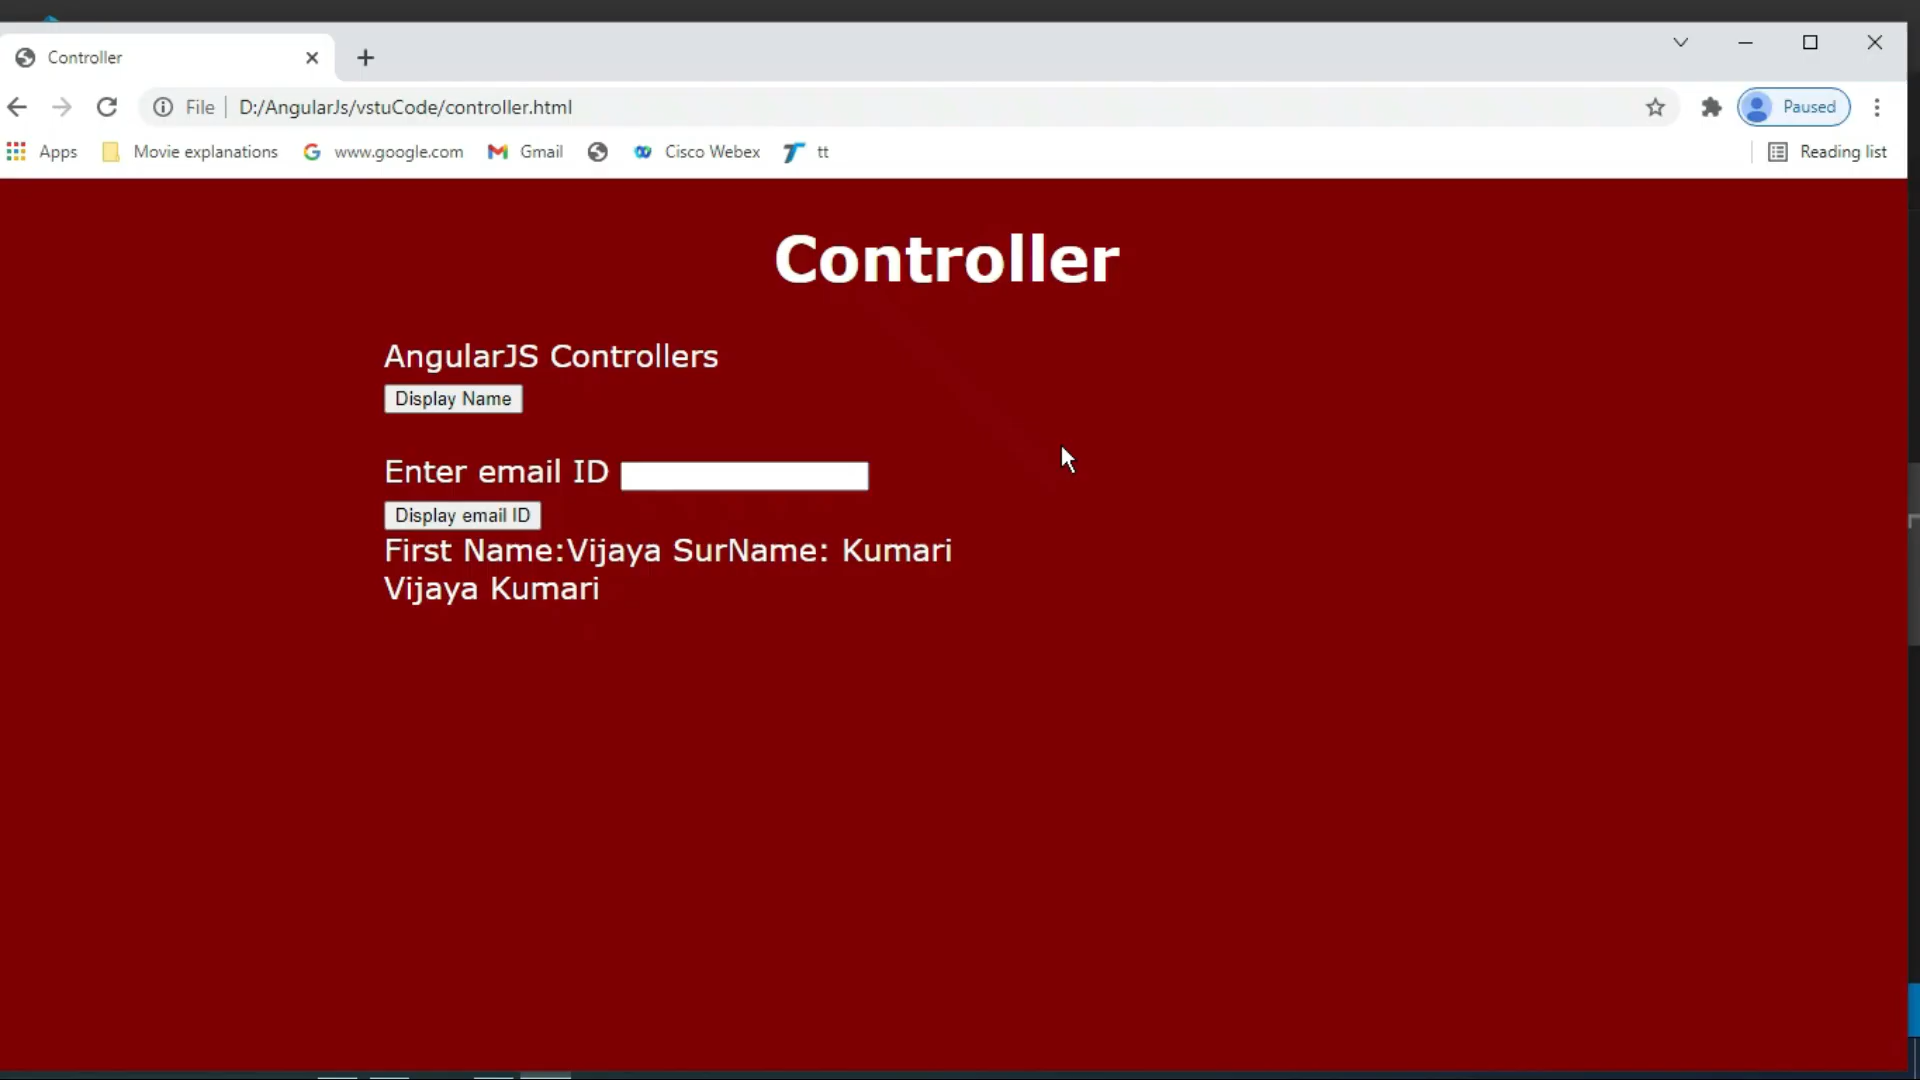 Controller
File D:/AngularJs/vstuCode/controller.html Paused
Apps Movie explanations www.google.com Gmail Cisco Webex tt Reading list
Controller
AngularJS Controllers
Display Name
Enter email ID
Display email ID
First Name:Vijaya SurName: Kumari
Vijaya Kumari